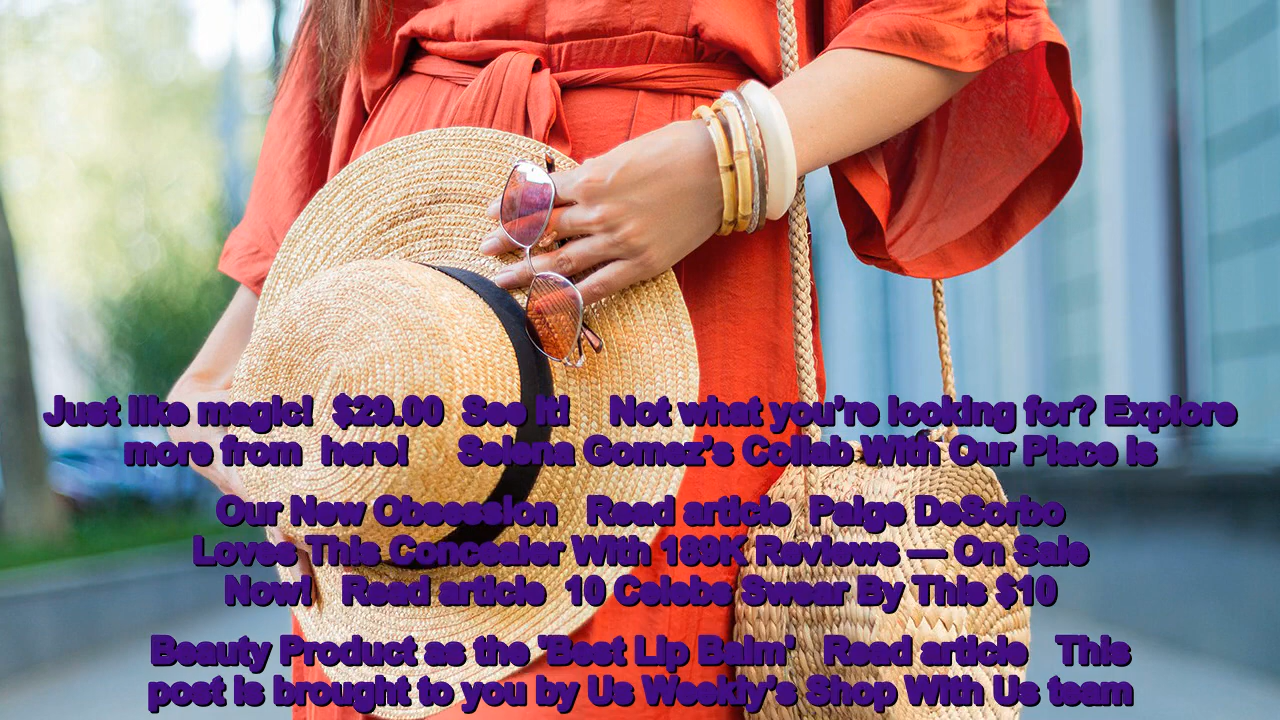 Just like magic! $29.00 See it! Not what you're looking for? Explore
more from here! Selena Gomez's Collab With Our Place Is
Our New Obsession Read article Paige DeSorbo
Loves This Concealer With 189K Reviews — On Sale
Now! Read article 10 Celebs Swear By This $10
Beauty Product as the 'Best Lip Balm' Read article This
post is brought to you by Us Weekly's Shop With Us team